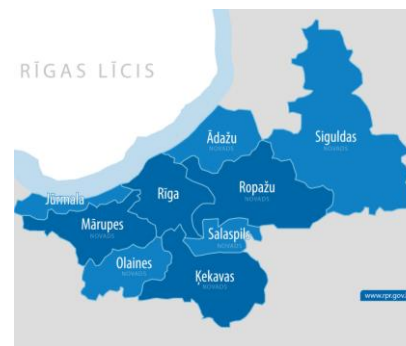 RĪGAS LĪCIS
Ādažu
NOVADS
Siguldas
NOVADS
Jūrmala
Rīga
Ropažu
NOVADS
Mārupes
NOVADS
Salaspils
NOVADS
Olaines
NOVADS
Ķekavas
NOVADS
www.rpr.gov.